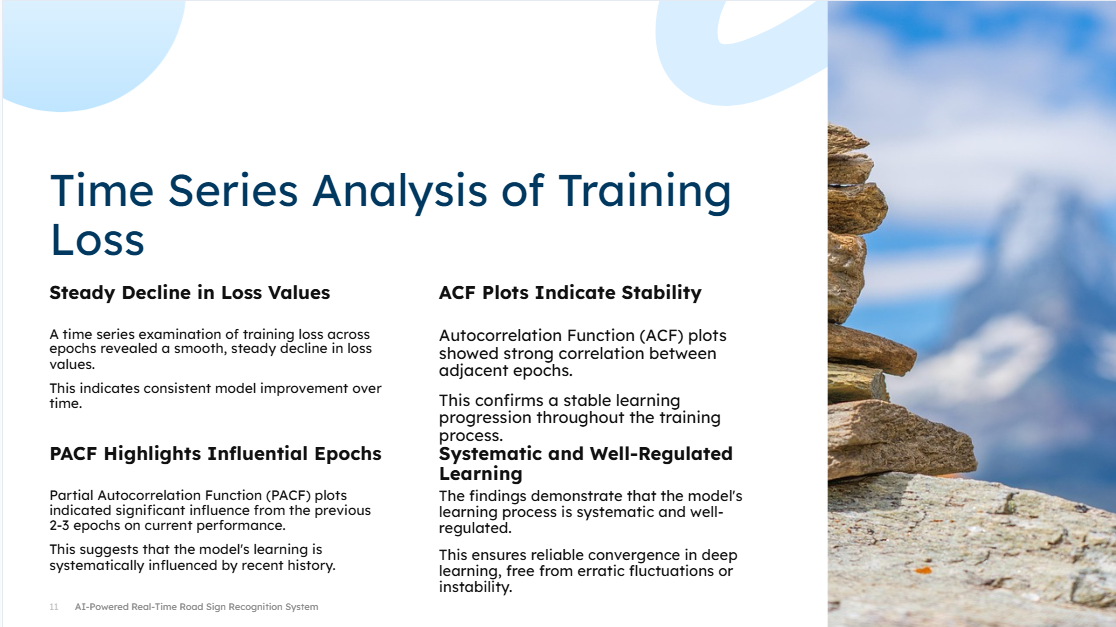 Time Series Analysis of Training
Loss
Steady Decline in Loss Values
A time series examination of training loss across
epochs revealed a smooth, steady decline in loss
values.
This indicates consistent model improvement over
time.
ACF Plots Indicate Stability
Autocorrelation Function (ACF) plots
showed strong correlation between
adjacent epochs.
This confirms a stable learning
progression throughout the training
process.
PACF Highlights Influential Epochs
Partial Autocorrelation Function (PACF) plots
indicated significant influence from the previous
2-3 epochs on current performance.
This suggests that the model's learning is
systematically influenced by recent history.
Systematic and Well-Regulated
Learning
The findings demonstrate that the model's
learning process is systematic and well-
regulated.
This ensures reliable convergence in deep
learning, free from erratic fluctuations or
instability.
11 AI-Powered Real-Time Road Sign Recognition System